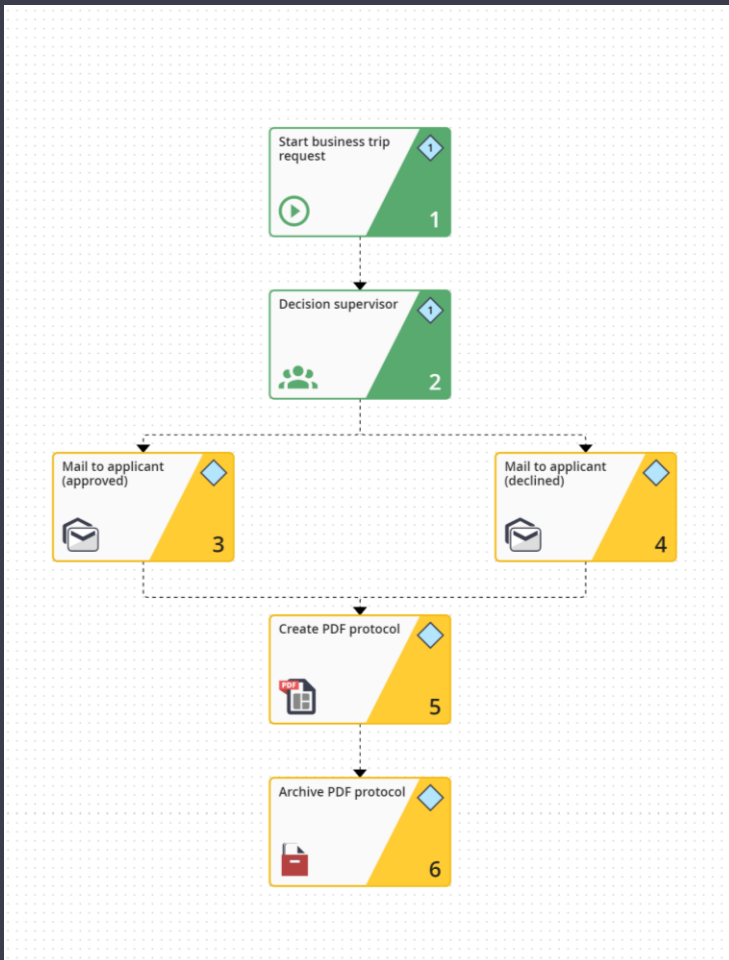 Start business trip
request
1
1
Decision supervisor
1
2
Mail to applicant
(approved)
3
Mail to applicant
(declined)
4
Create PDF protocol
PDF
5
Archive PDF protocol
6